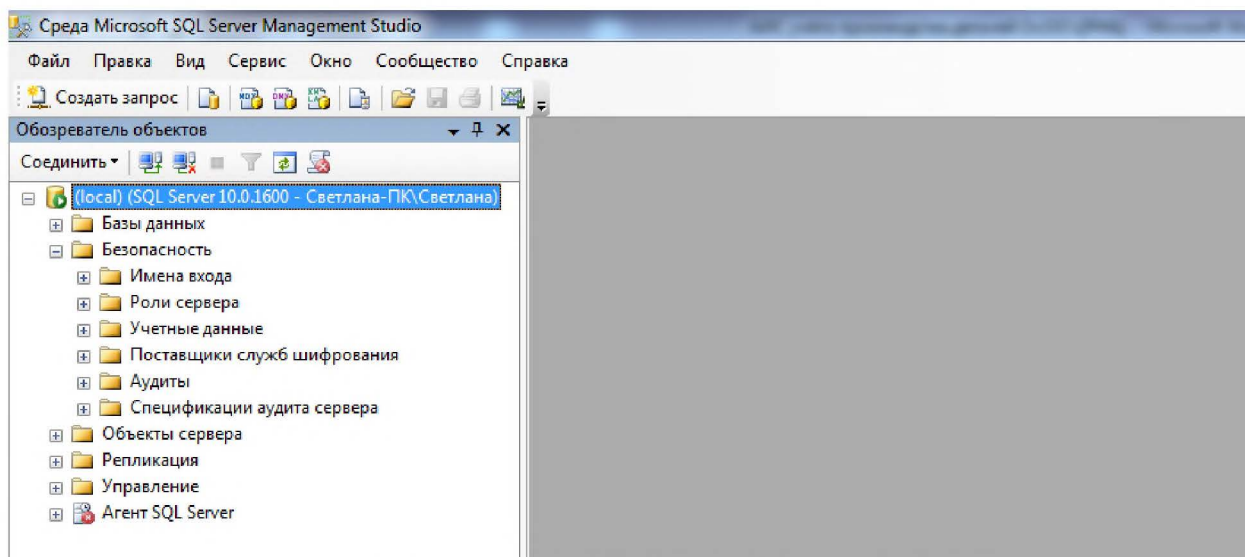 Среда Microsoft SQL Server Management Studio
Файл Правка Вид Сервис Окно Сообщество Справка
Создать запрос
Обозреватель объектов
Соединить
(local) (SQL Server 10.0.1600 - Светлана-ПК\Светлана)
Базы данных
Безопасность
Имена входа
Роли сервера
Учетные данные
Поставщики служб шифрования
Аудиты
Спецификации аудита сервера
Объекты сервера
Репликация
Управление
Агент SQL Server